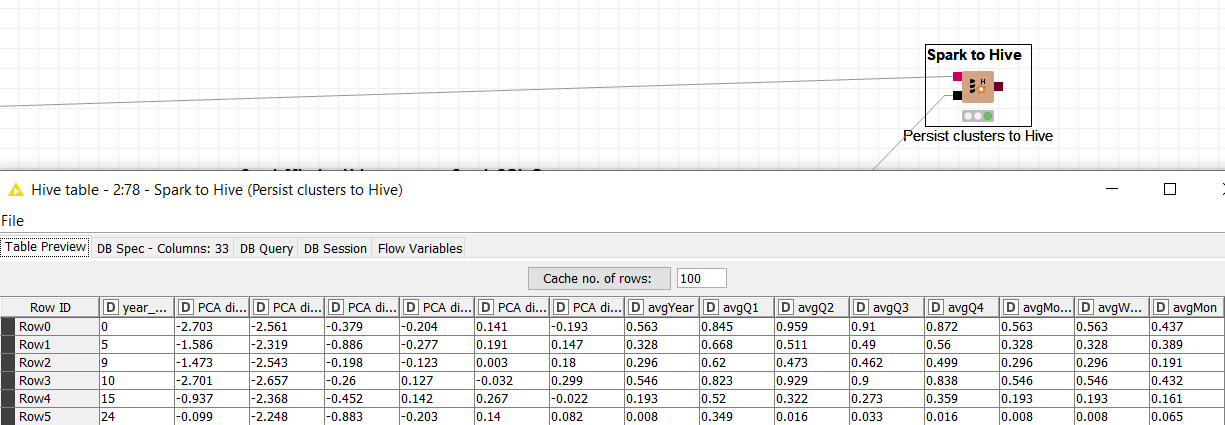 Spark to Hive
H
Persist clusters to Hive
Hive table - 2:78 - Spark to Hive (Persist clusters to Hive)
File
Table Preview DB Spec - Columns: 33 DB Query DB Session Flow Variables
Cache no. of rows: 100
Row ID D year_... D PCA di... D PCA di... D PCA di... D PCA di... D PCA di... D PCA di... D avgYear D avgQ1 D avgQ2 D avgQ3 D avgQ4 D avgMo... D avgW... D avgMon
Row0 0 -2.703 -2.561 -0.379 -0.204 0.141 -0.193 0.563 0.845 0.959 0.91 0.872 0.563 0.563 0.437
Row1 5 -1.586 -2.319 -0.886 -0.277 0.191 0.147 0.328 0.668 0.511 0.49 0.56 0.328 0.328 0.389
Row2 9 -1.473 -2.543 -0.198 -0.123 0.003 0.18 0.296 0.62 0.473 0.462 0.499 0.296 0.296 0.191
Row3 10 -2.701 -2.657 -0.26 0.127 -0.032 0.299 0.546 0.823 0.929 0.9 0.838 0.546 0.546 0.432
Row4 15 -0.937 -2.368 -0.452 0.142 0.267 -0.022 0.193 0.52 0.322 0.273 0.359 0.193 0.193 0.161
Row5 24 -0.099 -2.248 -0.883 -0.203 0.14 0.082 0.008 0.349 0.016 0.033 0.016 0.008 0.008 0.065